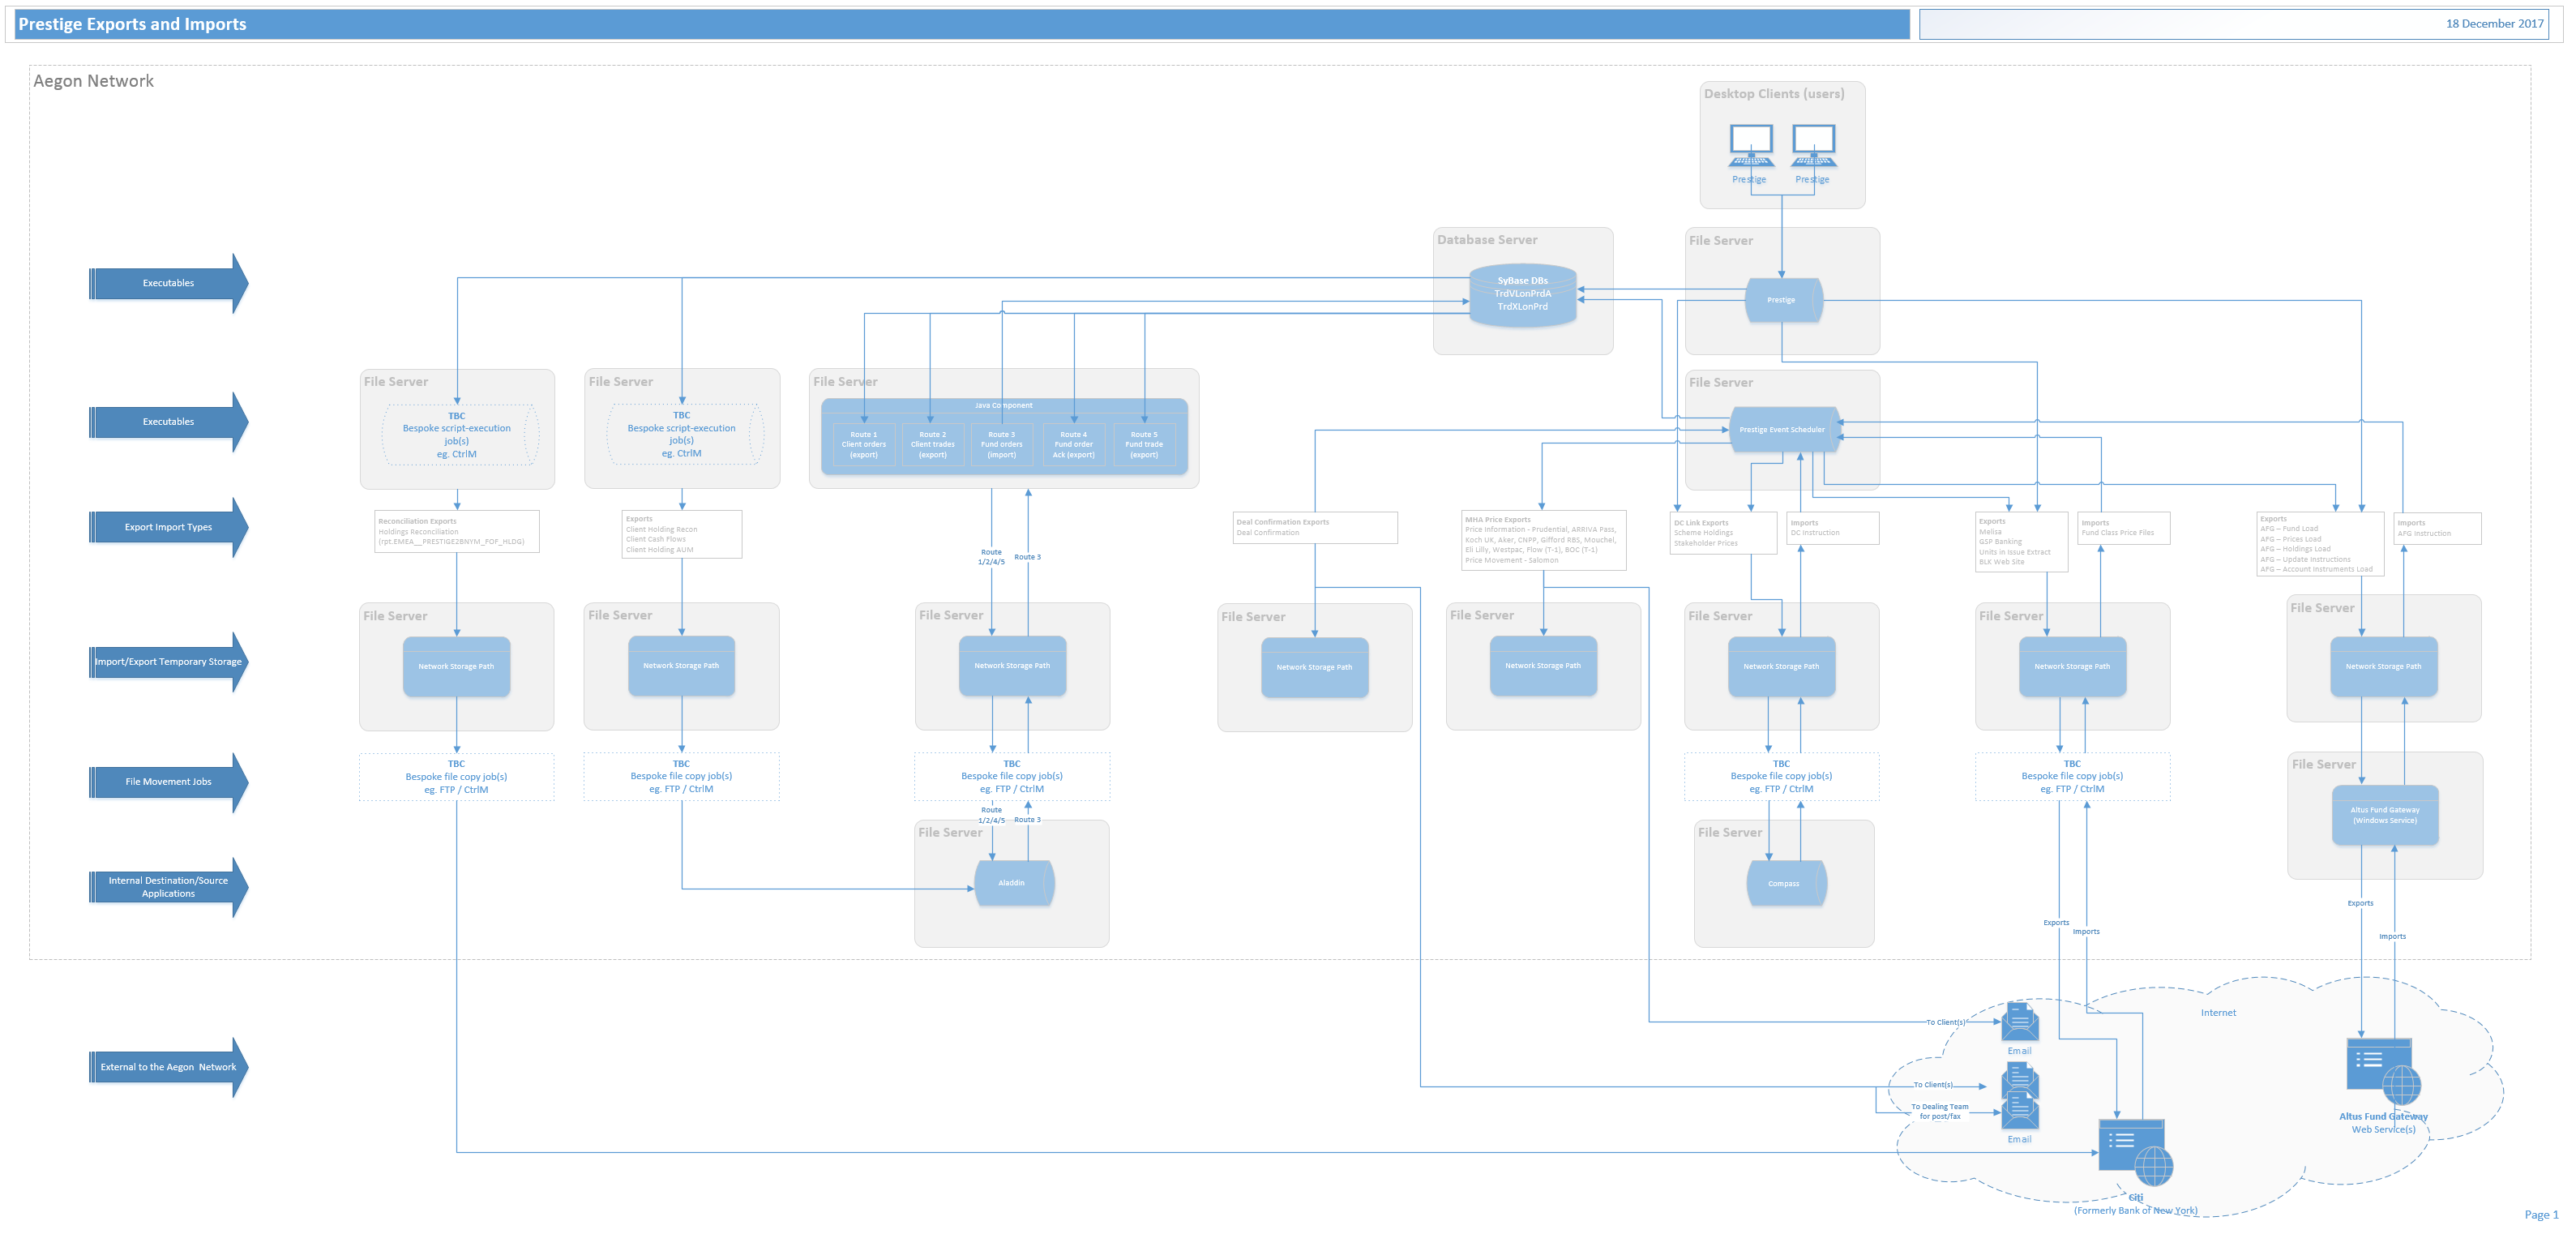 Prestige Exports and Imports
18 December 2017
Aegon Network
Desktop Clients (users)
Prestige
Prestige
Database Server
SyBase DBs
TrdVLonPrdA
TrdXLonPrd
File Server
Prestige
Executables
Executables
File Server
TBC
Bespoke script-execution
job(s)
eg. CtrlM
File Server
TBC
Bespoke script-execution
job(s)
eg. CtrlM
File Server
Java Component
Route 1
Client orders
(export)
Route 2
Client trades
(export)
Route 3
Fund orders
(import)
Route 4
Fund order
Ack (export)
Route 5
Fund trade
(export)
File Server
Prestige Event Scheduler
Export Import Types
Reconciliation Exports
Holdings Reconciliation
(rpt.EMEA__PRESTIGE2BNYM_FOF_HLDG)
Exports
Client Holding Recon
Client Cash Flows
Client Holding AUM
Route
1/2/4/5
Route 3
Deal Confirmation Exports
Deal Confirmation
MHA Price Exports
Price Information - Prudential, ARRIVA Pass,
Koch UK, Aker, CNPP, Gifford RBS, Mouchel,
Eli Lilly, Westpac, Flow (T-1), BOC (T-1)
Price Movement - Salomon
DC Link Exports
Scheme Holdings
Stakeholder Prices
Imports
DC Instruction
Exports
Melisa
GSP Banking
Units in Issue Extract
BLK Web Site
Imports
Fund Class Price Files
Exports
AFG – Fund Load
AFG – Prices Load
AFG – Holdings Load
AFG – Update Instructions
AFG – Account Instruments Load
Imports
AFG Instruction
Import/Export Temporary Storage
File Server
Network Storage Path
File Server
Network Storage Path
File Server
Network Storage Path
File Server
Network Storage Path
File Server
Network Storage Path
File Server
Network Storage Path
File Server
Network Storage Path
File Server
Network Storage Path
File Movement Jobs
TBC
Bespoke file copy job(s)
eg. FTP / CtrlM
TBC
Bespoke file copy job(s)
eg. FTP / CtrlM
TBC
Bespoke file copy job(s)
eg. FTP / CtrlM
TBC
Bespoke file copy job(s)
eg. FTP / CtrlM
TBC
Bespoke file copy job(s)
eg. FTP / CtrlM
File Server
Altus Fund Gateway
(Windows Service)
Route
1/2/4/5
Route 3
Internal Destination/Source
Applications
File Server
Aladdin
File Server
Compass
Exports
Imports
Exports
Imports
External to the Aegon Network
Internet
To Client(s)
Email
To Client(s)
To Dealing Team
for post/fax
Email
Altus Fund Gateway
Web Service(s)
Citi
(Formerly Bank of New York)
Page 1